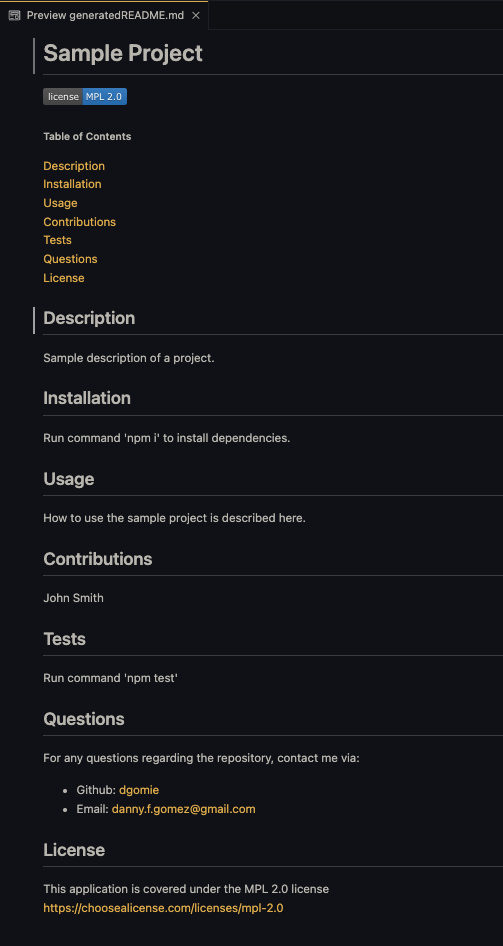 Preview generatedREADME.md
Sample Project
license MPL 2.0
Table of Contents
Description
Installation
Usage
Contributions
Tests
Questions
License
Description
Sample description of a project.
Installation
Run command 'npm i' to install dependencies.
Usage
How to use the sample project is described here.
Contributions
John Smith
Tests
Run command 'npm test'
Questions
For any questions regarding the repository, contact me via:
• Github: dgomie
• Email: danny.f.gomez@gmail.com
License
This application is covered under the MPL 2.0 license
https://choosealicense.com/licenses/mpl-2.0